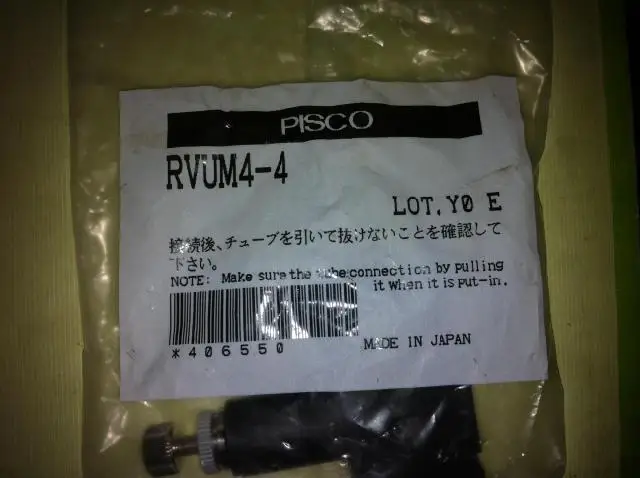 PISCO
RVUM4-4
LOT. Y0 E
接続後、チューブを引いて抜けないことを確認して
下さい。
NOTE: Make sure the tube connection by pulling
it when it is put-in.
*406550
MADE IN JAPAN